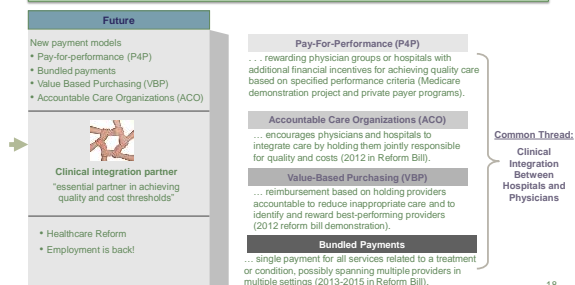 Future
New payment models
• Pay-for-performance (P4P)
• Bundled payments
• Value Based Purchasing (VBP)
• Accountable Care Organizations (ACO)
Clinical integration partner
“essential partner in achieving
quality and cost thresholds”
• Healthcare Reform
• Employment is back!
Pay-For-Performance (P4P)
. . . rewarding physician groups or hospitals with
additional financial incentives for achieving quality care
based on specified performance criteria (Medicare
demonstration project and private payer programs).
Accountable Care Organizations (ACO)
… encourages physicians and hospitals to
integrate care by holding them jointly responsible
for quality and costs (2012 in Reform Bill).
Value-Based Purchasing (VBP)
… reimbursement based on holding providers
accountable to reduce inappropriate care and to
identify and reward best-performing providers
(2012 reform bill demonstration).
Bundled Payments
… single payment for all services related to a treatment
or condition, possibly spanning multiple providers in
multiple settings (2013-2015 in Reform Bill).
Common Thread:
Clinical
Integration
Between
Hospitals and
Physicians
18